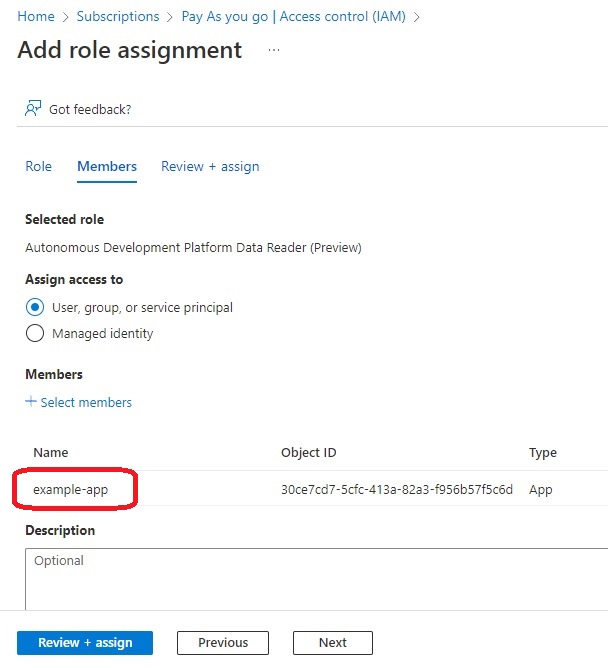 Home > Subscriptions > Pay As you go | Access control (IAM) >
Add role assignment ...
Got feedback?
Role Members Review + assign
Selected role
Autonomous Development Platform Data Reader (Preview)
Assign access to
User, group, or service principal
Managed identity
Members
+ Select members
Name Object ID Type
example-app 30ce7cd7-5cfc-413a-82a3-f956b57f5c6d App
Description
Optional
Review + assign Previous Next